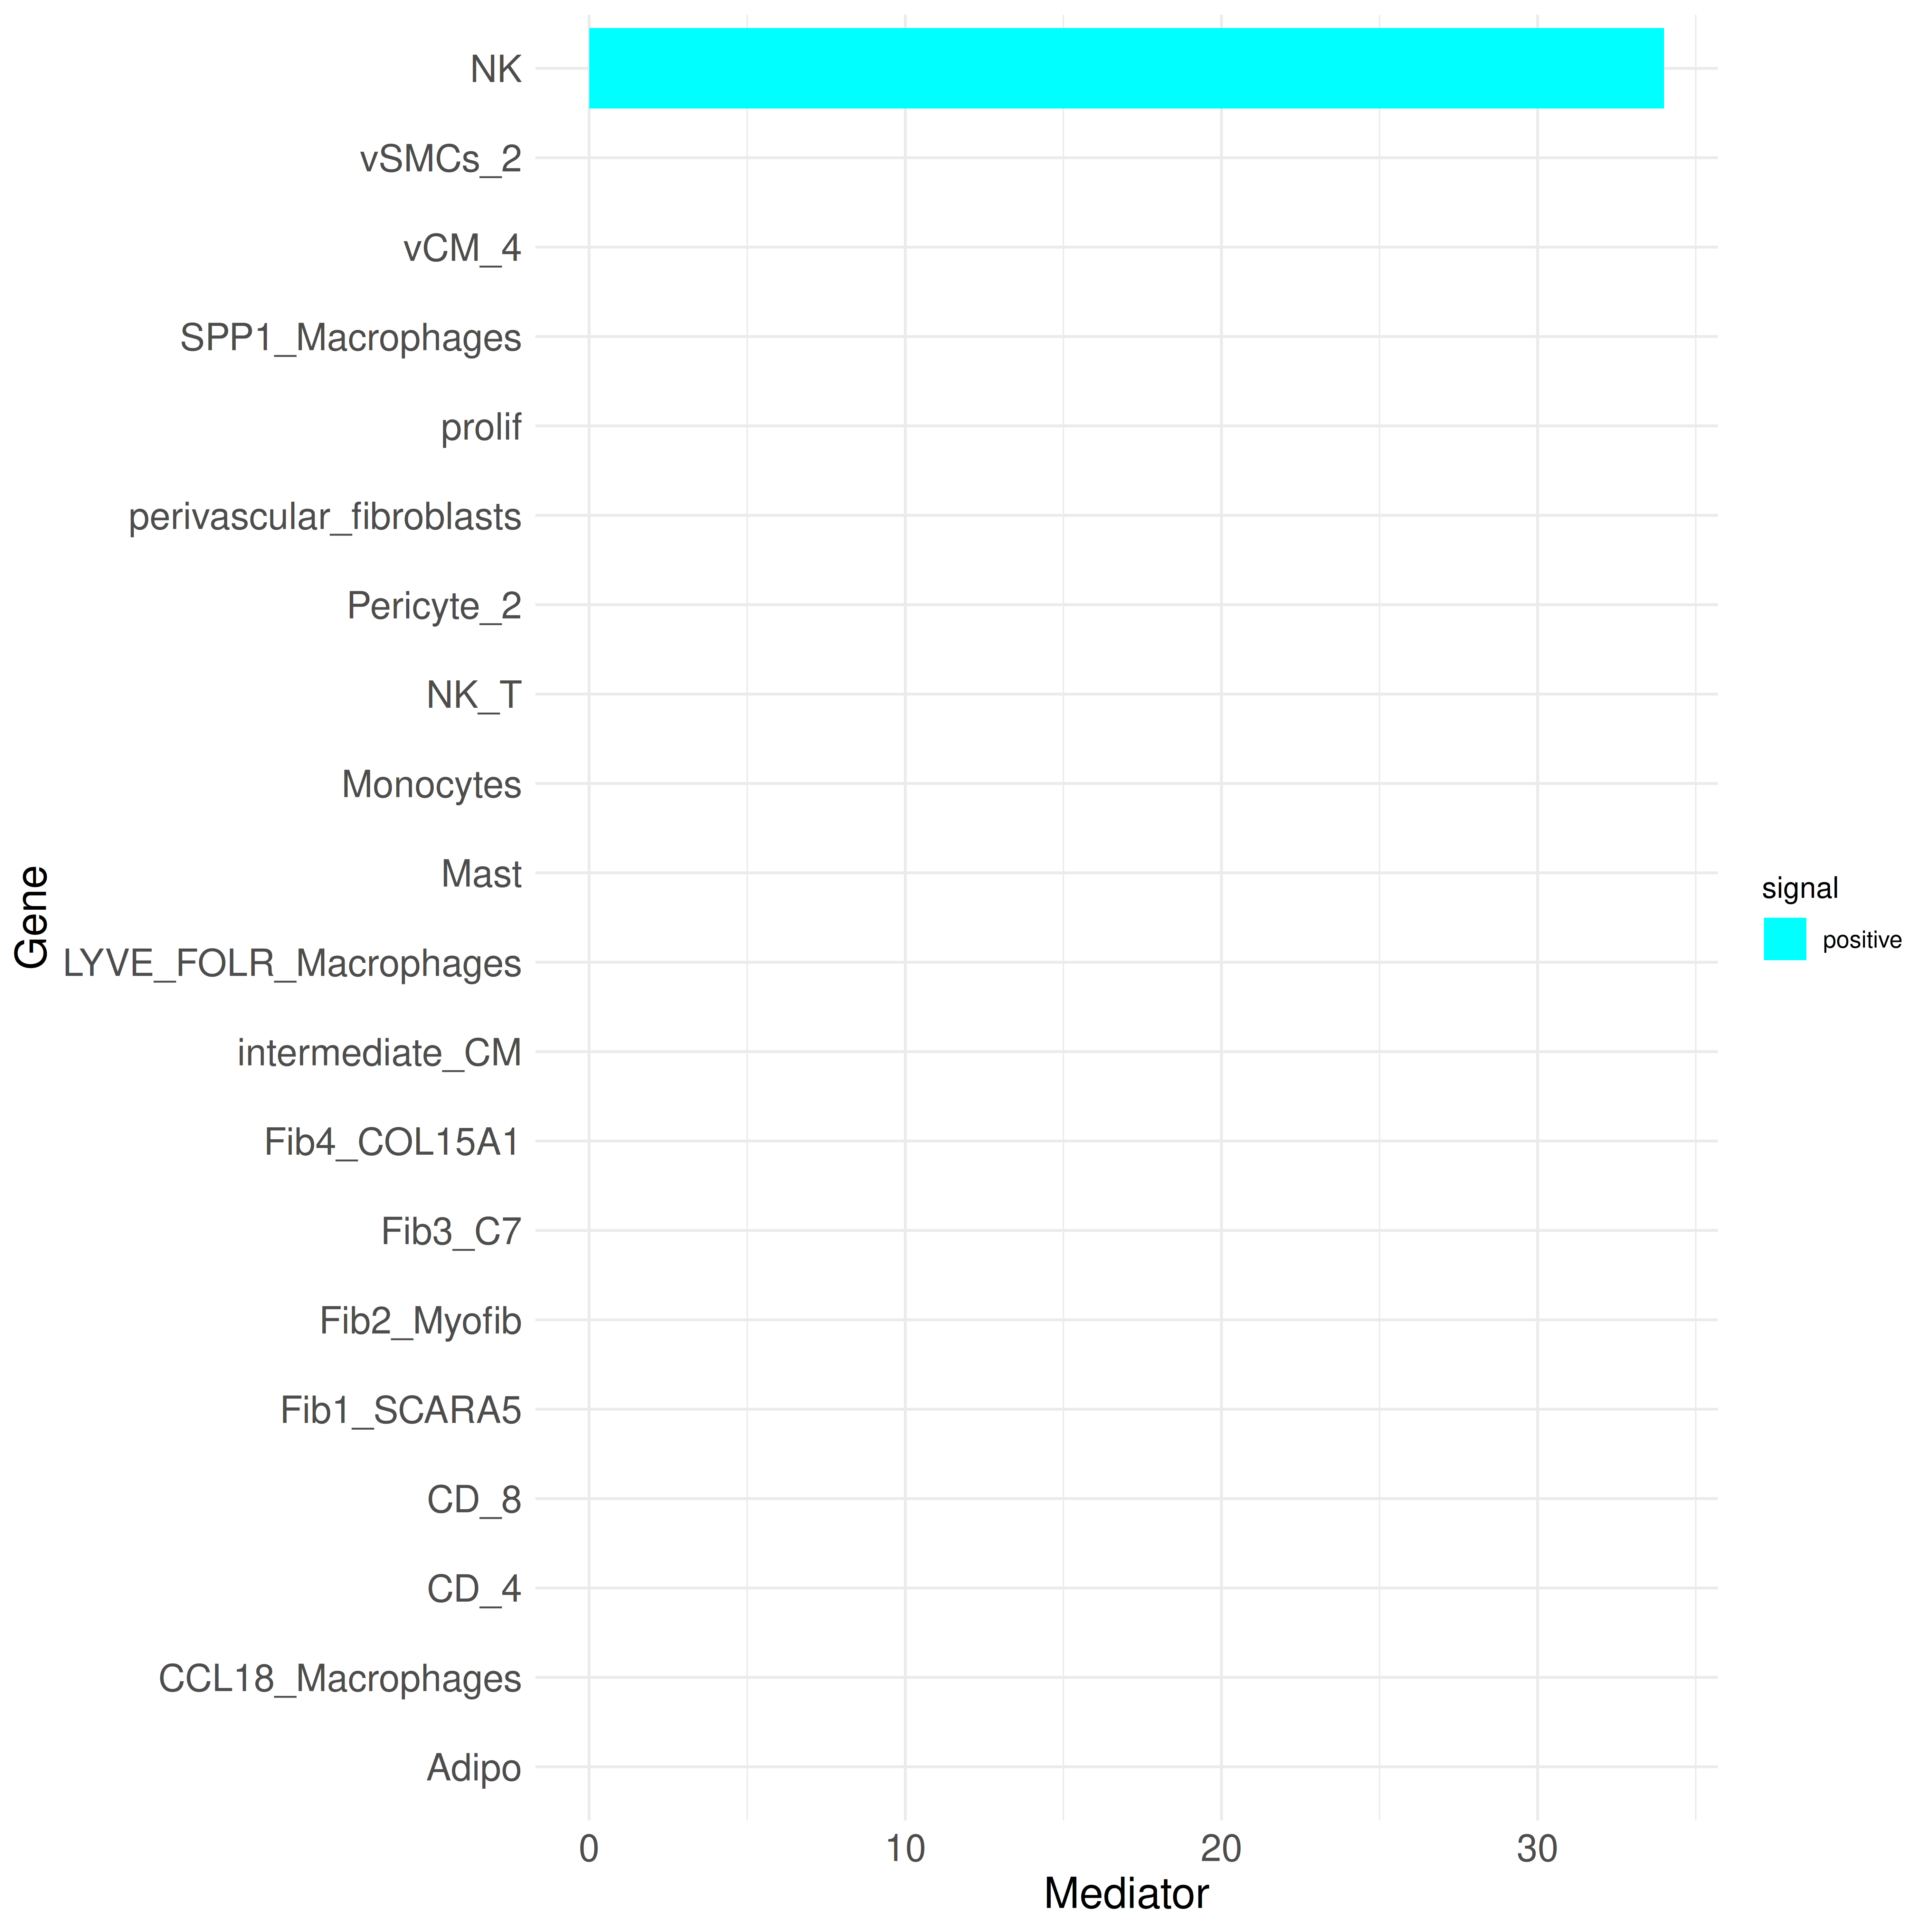 NK
vSMCs_2
vCM_4
SPP1_Macrophages
prolif
perivascular_fibroblasts
Pericyte_2
NK_T
Monocytes
Mast
LYVE_FOLR_Macrophages
intermediate_CM
Fib4_COL15A1
Fib3_C7
Fib2_Myofib
Fib1_SCARA5
CD_8
CD_4
CCL18_Macrophages
Adipo
Gene
0 10 20 30
Mediator
signal
positive